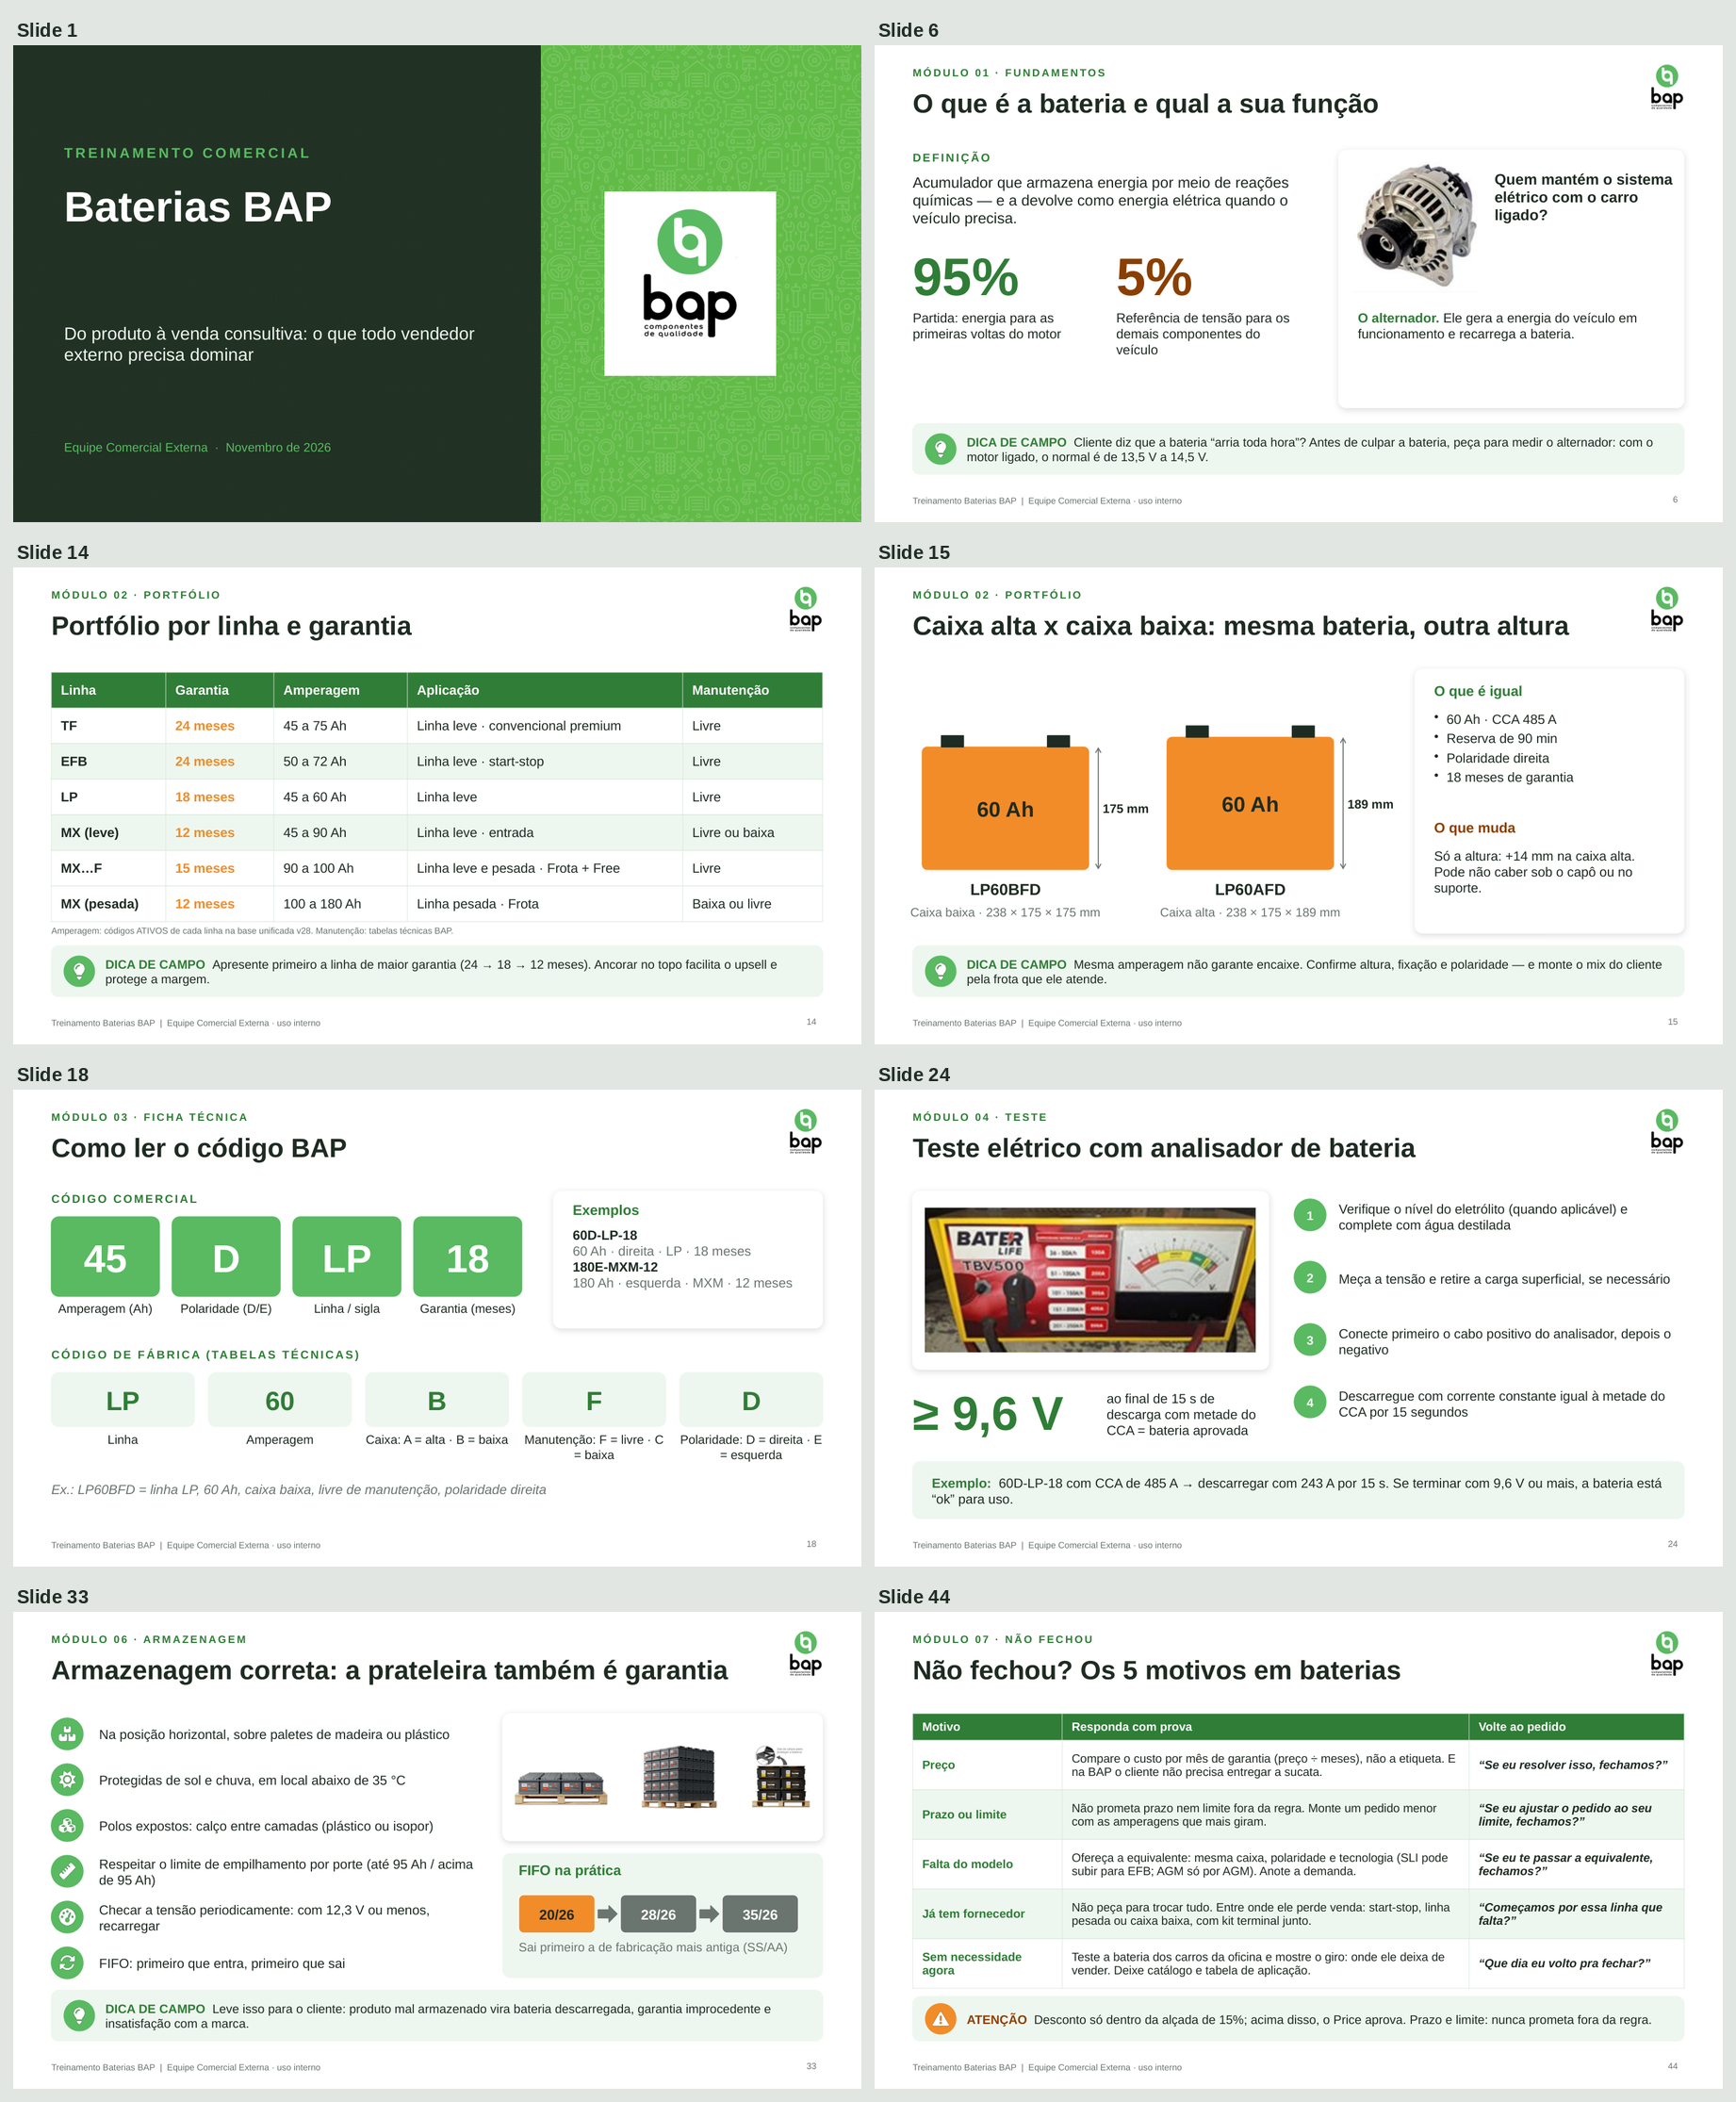 Slide 1
TREINAMENTO COMERCIAL
Baterias BAP
Do produto à venda consultiva: o que todo vendedor
externo precisa dominar
Equipe Comercial Externa · Novembro de 2026
bap
componentes
de qualidade
Slide 6
MÓDULO 01 · FUNDAMENTOS
O que é a bateria e qual a sua função
bap
DEFINIÇÃO
Acumulador que armazena energia por meio de reações
químicas — e a devolve como energia elétrica quando o
veículo precisa.
95%
Partida: energia para as
primeiras voltas do motor
5%
Referência de tensão para os
demais componentes do
veículo
Quem mantém o sistema
elétrico com o carro
ligado?
O alternador. Ele gera a energia do veículo em
funcionamento e recarrega a bateria.
DICA DE CAMPO Cliente diz que a bateria “arria toda hora”? Antes de culpar a bateria, peça para medir o alternador: com o
motor ligado, o normal é de 13,5 V a 14,5 V.
Treinamento Baterias BAP | Equipe Comercial Externa · uso interno
6
Slide 14
MÓDULO 02 · PORTFÓLIO
Portfólio por linha e garantia
bap
Linha Garantia Amperagem Aplicação Manutenção
TF 24 meses 45 a 75 Ah Linha leve · convencional premium Livre
EFB 24 meses 50 a 72 Ah Linha leve · start-stop Livre
LP 18 meses 45 a 60 Ah Linha leve Livre
MX (leve) 12 meses 45 a 90 Ah Linha leve · entrada Livre ou baixa
MX…F 15 meses 90 a 100 Ah Linha leve e pesada · Frota + Free Livre
MX (pesada) 12 meses 100 a 180 Ah Linha pesada · Frota Baixa ou livre
Amperagem: códigos ATIVOS de cada linha na base unificada v28. Manutenção: tabelas técnicas BAP.
DICA DE CAMPO Apresente primeiro a linha de maior garantia (24 → 18 → 12 meses). Ancorar no topo facilita o upsell e
protege a margem.
Treinamento Baterias BAP | Equipe Comercial Externa · uso interno
14
Slide 15
MÓDULO 02 · PORTFÓLIO
Caixa alta x caixa baixa: mesma bateria, outra altura
bap
60 Ah
175 mm
LP60BFD
Caixa baixa · 238 × 175 × 175 mm
60 Ah
189 mm
LP60AFD
Caixa alta · 238 × 175 × 189 mm
O que é igual
• 60 Ah · CCA 485 A
• Reserva de 90 min
• Polaridade direita
• 18 meses de garantia
O que muda
Só a altura: +14 mm na caixa alta.
Pode não caber sob o capô ou no
suporte.
DICA DE CAMPO Mesma amperagem não garante encaixe. Confirme altura, fixação e polaridade — e monte o mix do cliente
pela frota que ele atende.
Treinamento Baterias BAP | Equipe Comercial Externa · uso interno
15
Slide 18
MÓDULO 03 · FICHA TÉCNICA
Como ler o código BAP
bap
CÓDIGO COMERCIAL
45 D LP 18
Amperagem (Ah) Polaridade (D/E) Linha / sigla Garantia (meses)
Exemplos
60D-LP-18
60 Ah · direita · LP · 18 meses
180E-MXM-12
180 Ah · esquerda · MXM · 12 meses
CÓDIGO DE FÁBRICA (TABELAS TÉCNICAS)
LP 60 B F D
Linha
Amperagem
Caixa: A = alta · B = baixa
Manutenção: F = livre · C
= baixa
Polaridade: D = direita · E
= esquerda
Ex.: LP60BFD = linha LP, 60 Ah, caixa baixa, livre de manutenção, polaridade direita
Treinamento Baterias BAP | Equipe Comercial Externa · uso interno
18
Slide 24
MÓDULO 04 · TESTE
Teste elétrico com analisador de bateria
bap
BATER
LIFE
TBV500
≥ 9,6 V
ao final de 15 s de
descarga com metade do
CCA = bateria aprovada
1 Verifique o nível do eletrólito (quando aplicável) e
complete com água destilada
2 Meça a tensão e retire a carga superficial, se necessário
3 Conecte primeiro o cabo positivo do analisador, depois o
negativo
4 Descarregue com corrente constante igual à metade do
CCA por 15 segundos
Exemplo: 60D-LP-18 com CCA de 485 A → descarregar com 243 A por 15 s. Se terminar com 9,6 V ou mais, a bateria está
“ok” para uso.
Treinamento Baterias BAP | Equipe Comercial Externa · uso interno
24
Slide 33
MÓDULO 06 · ARMAZENAGEM
Armazenagem correta: a prateleira também é garantia
bap
Na posição horizontal, sobre paletes de madeira ou plástico
Protegidas de sol e chuva, em local abaixo de 35 °C
Polos expostos: calço entre camadas (plástico ou isopor)
Respeitar o limite de empilhamento por porte (até 95 Ah / acima
de 95 Ah)
Checar a tensão periodicamente: com 12,3 V ou menos,
recarregar
FIFO: primeiro que entra, primeiro que sai
FIFO na prática
20/26 28/26 35/26
Sai primeiro a de fabricação mais antiga (SS/AA)
DICA DE CAMPO Leve isso para o cliente: produto mal armazenado vira bateria descarregada, garantia improcedente e
insatisfação com a marca.
Treinamento Baterias BAP | Equipe Comercial Externa · uso interno
33
Slide 44
MÓDULO 07 · NÃO FECHOU
Não fechou? Os 5 motivos em baterias
bap
Motivo Responda com prova Volte ao pedido
Preço
Compare o custo por mês de garantia (preço ÷ meses), não a etiqueta. E
na BAP o cliente não precisa entregar a sucata.
“Se eu resolver isso, fechamos?”
Prazo ou limite
Não prometa prazo nem limite fora da regra. Monte um pedido menor
com as amperagens que mais giram.
“Se eu ajustar o pedido ao seu
limite, fechamos?”
Falta do modelo
Ofereça a equivalente: mesma caixa, polaridade e tecnologia (SLI pode
subir para EFB; AGM só por AGM). Anote a demanda.
“Se eu te passar a equivalente,
fechamos?”
Já tem fornecedor
Não peça para trocar tudo. Entre onde ele perde venda: start-stop, linha
pesada ou caixa baixa, com kit terminal junto.
“Começamos por essa linha que
falta?”
Sem necessidade
agora
Teste a bateria dos carros da oficina e mostre o giro: onde ele deixa de
vender. Deixe catálogo e tabela de aplicação.
“Que dia eu volto pra fechar?”
ATENÇÃO Desconto só dentro da alçada de 15%; acima disso, o Price aprova. Prazo e limite: nunca prometa fora da regra.
Treinamento Baterias BAP | Equipe Comercial Externa · uso interno
44